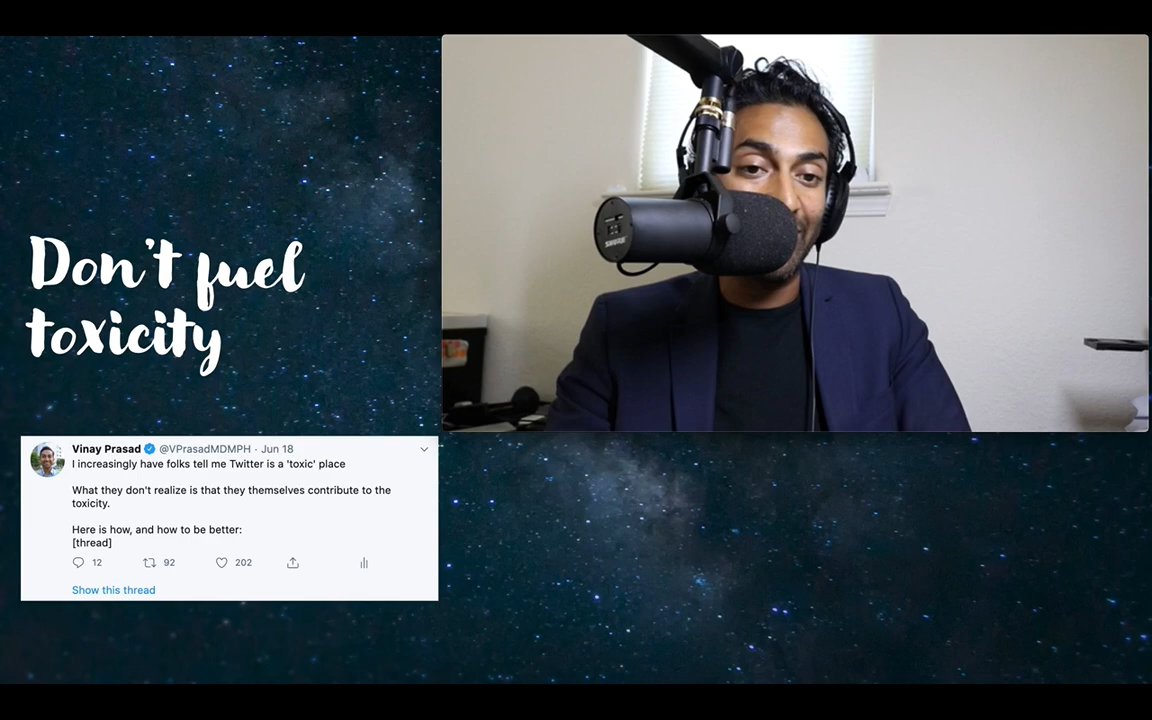 Don't fuel
toxicity
Vinay Prasad @VPrasadMDMPH · Jun 18
I increasingly have folks tell me Twitter is a 'toxic' place
What they don't realize is that they themselves contribute to the
toxicity.
Here is how, and how to be better:
[thread]
12 92 202
Show this thread
SHURE